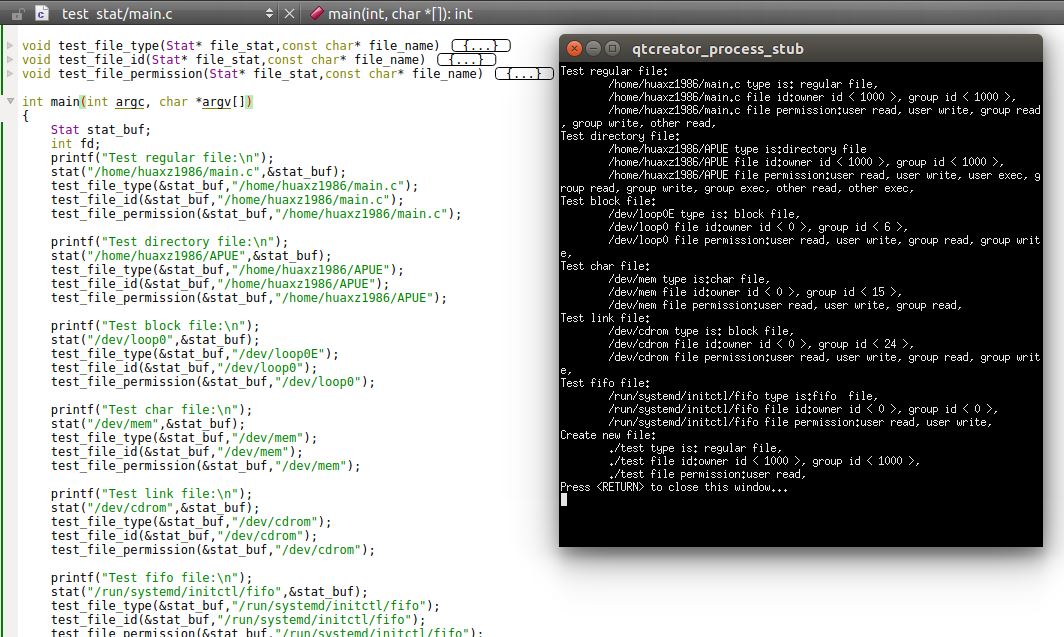 test_stat/main.c
main(int, char *[]): int
void test_file_type(Stat* file_stat,const char* file_name) {...}
void test_file_id(Stat* file_stat,const char* file_name) {...}
void test_file_permission(Stat* file_stat,const char* file_name) {...}
int main(int argc, char *argv[])
{
    Stat stat_buf;
    int fd;
    printf("Test regular file:\n");
    stat("/home/huaxz1986/main.c",&stat_buf);
    test_file_type(&stat_buf,"/home/huaxz1986/main.c");
    test_file_id(&stat_buf,"/home/huaxz1986/main.c");
    test_file_permission(&stat_buf,"/home/huaxz1986/main.c");
    printf("Test directory file:\n");
    stat("/home/huaxz1986/APUE",&stat_buf);
    test_file_type(&stat_buf,"/home/huaxz1986/APUE");
    test_file_id(&stat_buf,"/home/huaxz1986/APUE");
    test_file_permission(&stat_buf,"/home/huaxz1986/APUE");
    printf("Test block file:\n");
    stat("/dev/loop0",&stat_buf);
    test_file_type(&stat_buf,"/dev/loop0E");
    test_file_id(&stat_buf,"/dev/loop0");
    test_file_permission(&stat_buf,"/dev/loop0");
    printf("Test char file:\n");
    stat("/dev/mem",&stat_buf);
    test_file_type(&stat_buf,"/dev/mem");
    test_file_id(&stat_buf,"/dev/mem");
    test_file_permission(&stat_buf,"/dev/mem");
    printf("Test link file:\n");
    stat("/dev/cdrom",&stat_buf);
    test_file_type(&stat_buf,"/dev/cdrom");
    test_file_id(&stat_buf,"/dev/cdrom");
    test_file_permission(&stat_buf,"/dev/cdrom");
    printf("Test fifo file:\n");
    stat("/run/systemd/initctl/fifo",&stat_buf);
    test_file_type(&stat_buf,"/run/systemd/initctl/fifo");
    test_file_id(&stat_buf,"/run/systemd/initctl/fifo");
    test_file_permission(&stat_buf,"/run/systemd/initctl/fifo");
qtcreator_process_stub
Test regular file:
        /home/huaxz1986/main.c type is: regular file,
        /home/huaxz1986/main.c file id:owner id < 1000 >, group id < 1000 >,
        /home/huaxz1986/main.c file permission:user read, user write, group read
, group write, other read,
Test directory file:
        /home/huaxz1986/APUE type is:directory file
        /home/huaxz1986/APUE file id:owner id < 1000 >, group id < 1000 >,
        /home/huaxz1986/APUE file permission:user read, user write, user exec, g
roup read, group write, group exec, other read, other exec,
Test block file:
        /dev/loop0E type is: block file,
        /dev/loop0 file id:owner id < 0 >, group id < 6 >,
        /dev/loop0 file permission:user read, user write, group read, group writ
e,
Test char file:
        /dev/mem type is:char file,
        /dev/mem file id:owner id < 0 >, group id < 15 >,
        /dev/mem file permission:user read, user write, group read,
Test link file:
        /dev/cdrom type is: block file,
        /dev/cdrom file id:owner id < 0 >, group id < 24 >,
        /dev/cdrom file permission:user read, user write, group read, group writ
e,
Test fifo file:
        /run/systemd/initctl/fifo type is:fifo  file,
        /run/systemd/initctl/fifo file id:owner id < 0 >, group id < 0 >,
        /run/systemd/initctl/fifo file permission:user read, user write,
Create new file:
        ./test type is: regular file,
        ./test file id:owner id < 1000 >, group id < 1000 >,
        ./test file permission:user read,
Press <RETURN> to close this window...